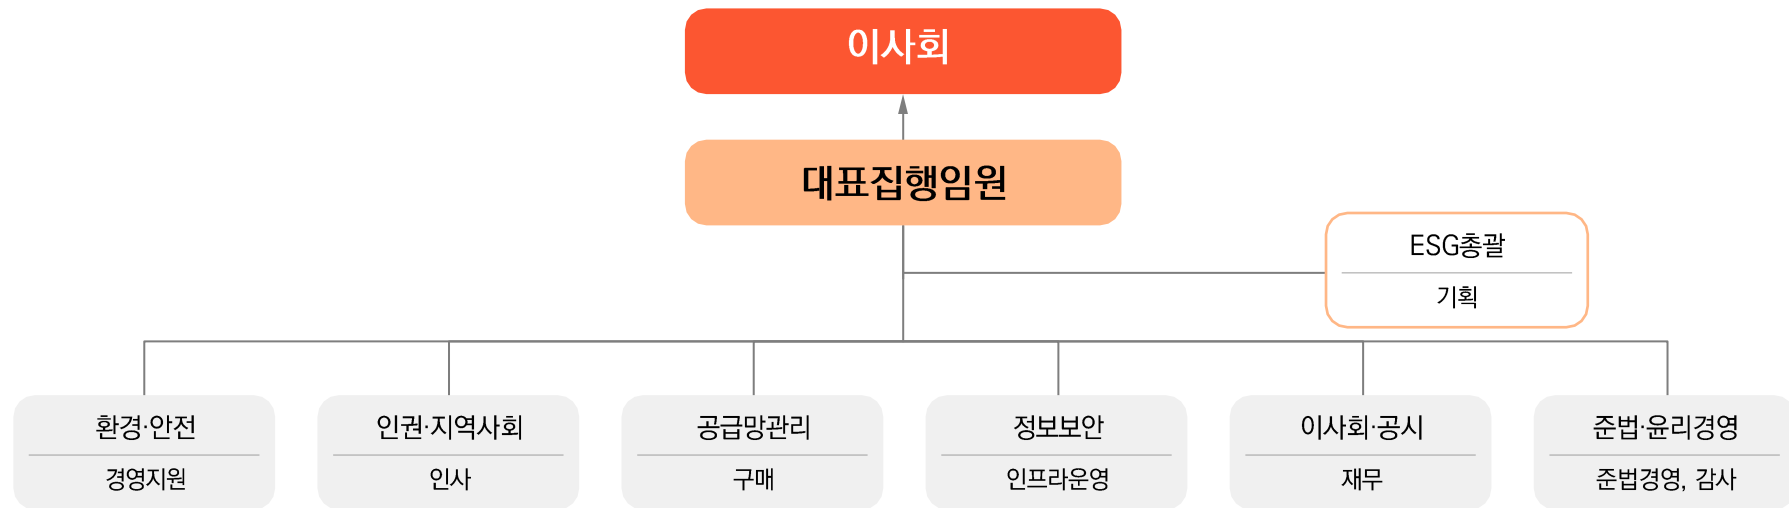 이사회
대표집행임원
ESG총괄
기획
환경·안전
경영지원
인권·지역사회
인사
공급망관리
구매
정보보안
인프라운영
이사회·공시
재무
준법·윤리경영
준법경영, 감사